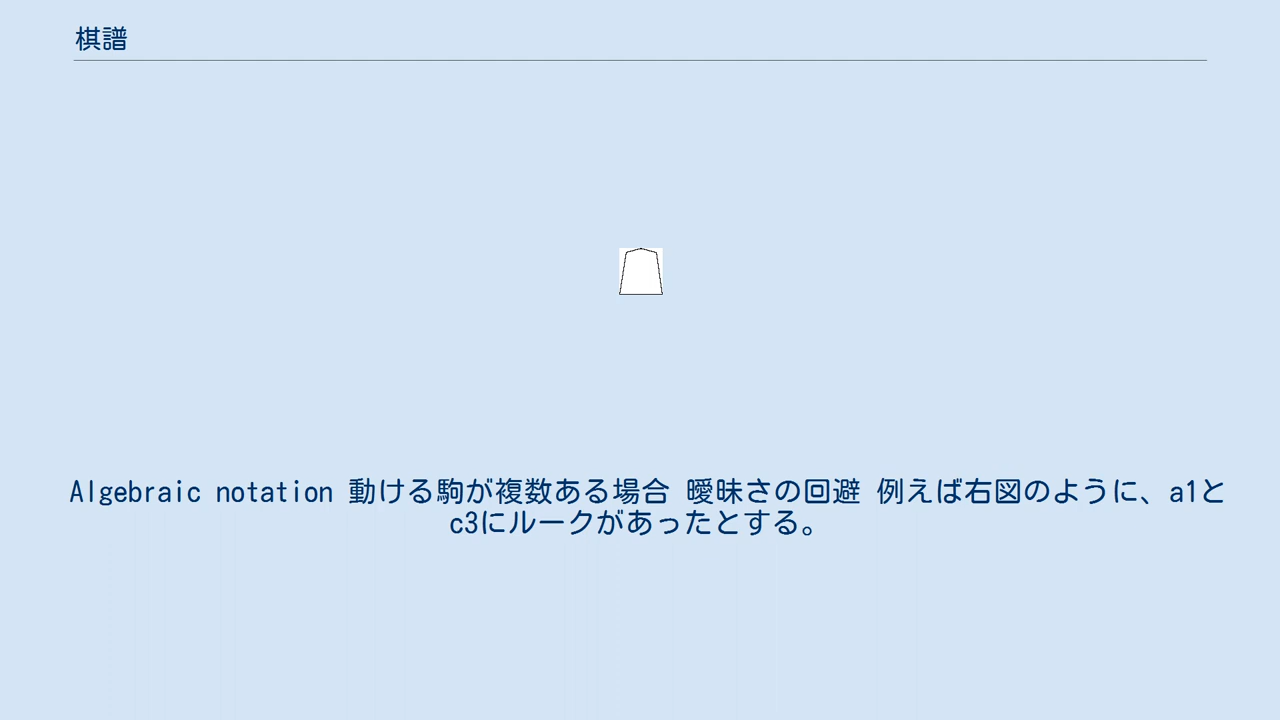 棋譜
Algebraic notation 動ける駒が複数ある場合 曖昧さの回避 例えば右図のように、a1と
c3にルークがあったとする。